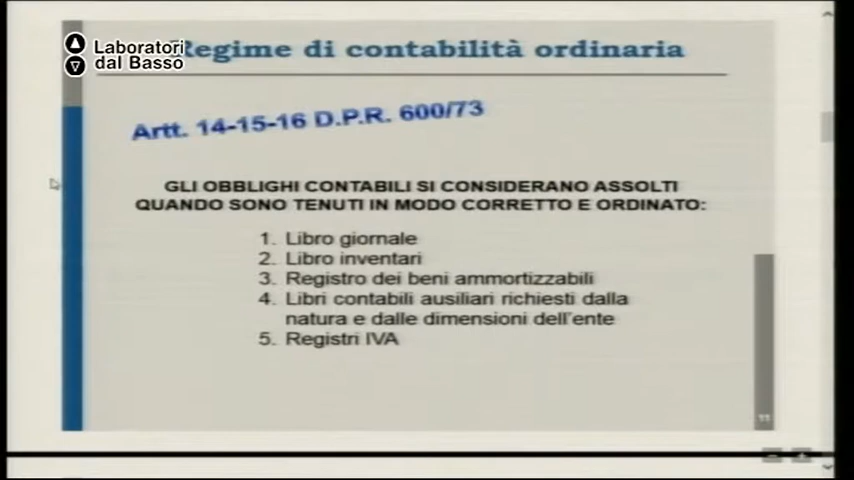 Laboratori
dal Basso
Regime di contabilità ordinaria
Artt. 14-15-16 D.P.R. 600/73
GLI OBBLIGHI CONTABILI SI CONSIDERANO ASSOLTI
QUANDO SONO TENUTI IN MODO CORRETTO E ORDINATO:
1. Libro giornale
2. Libro inventari
3. Registro dei beni ammortizzabili
4. Libri contabili ausiliari richiesti dalla
natura e dalle dimensioni dell'ente
5. Registri IVA
11